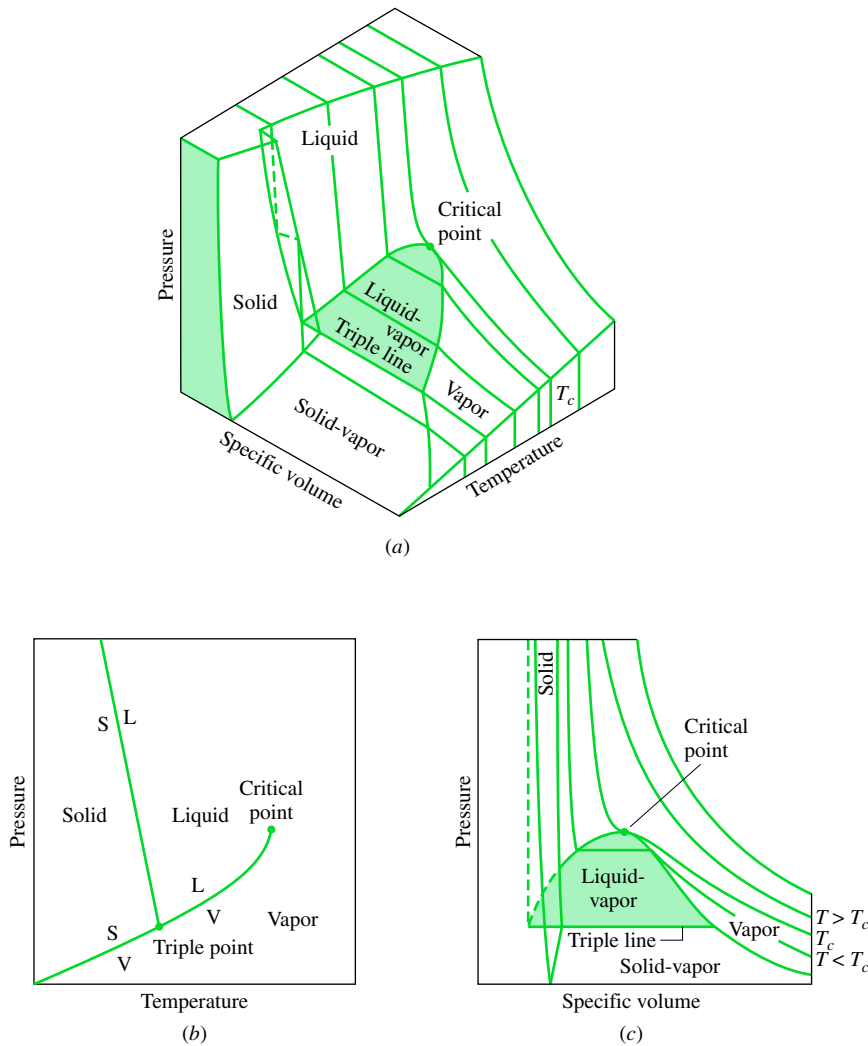 Liquid
Critical
point
Pressure
Solid
Liquid-
vapor
Triple line
Vapor
T_c
Solid-vapor
Specific volume
Temperature
(a)
Pressure
S
L
Solid
Liquid
Critical
point
L
S
V
Vapor
V
Triple point
Temperature
(b)
Pressure
Solid
Critical
point
Liquid-
vapor
Triple line
Vapor
Solid-vapor
T > T_c
T_c
T < T_c
Specific volume
(c)